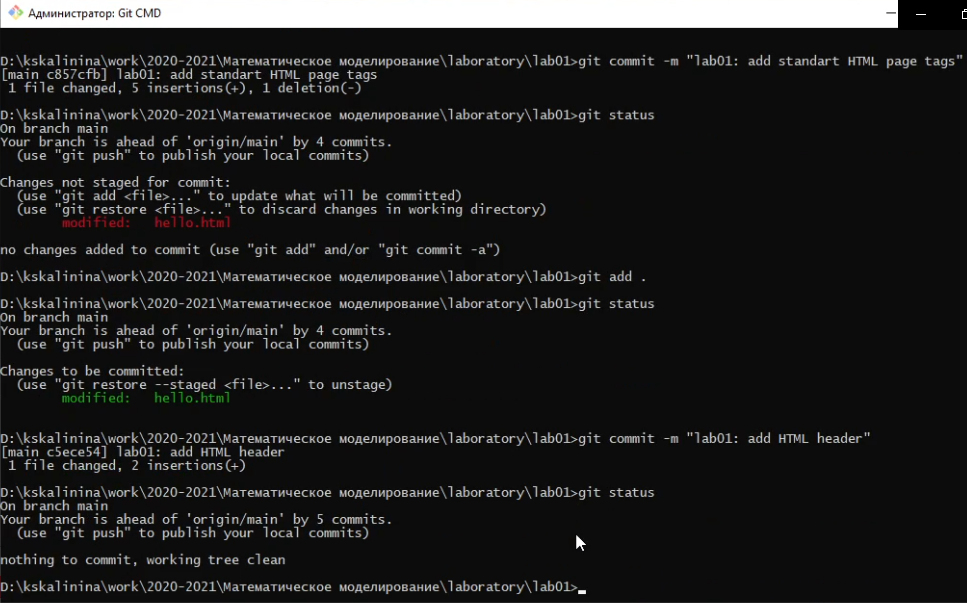 Администратор: Git CMD
D:\kskalinina\work\2020-2021\Математическое моделирование\laboratory\lab01>git commit -m "lab01: add standart HTML page tags"
[main c857cfb] lab01: add standart HTML page tags
1 file changed, 5 insertions(+), 1 deletion(-)
D:\kskalinina\work\2020-2021\Математическое моделирование\laboratory\lab01>git status
On branch main
Your branch is ahead of 'origin/main' by 4 commits.
(use "git push" to publish your local commits)
Changes not staged for commit:
(use "git add <file>..." to update what will be committed)
(use "git restore <file>..." to discard changes in working directory)
modified:   hello.html
no changes added to commit (use "git add" and/or "git commit -a")
D:\kskalinina\work\2020-2021\Математическое моделирование\laboratory\lab01>git add .
D:\kskalinina\work\2020-2021\Математическое моделирование\laboratory\lab01>git status
On branch main
Your branch is ahead of 'origin/main' by 4 commits.
(use "git push" to publish your local commits)
Changes to be committed:
(use "git restore --staged <file>..." to unstage)
modified:   hello.html
D:\kskalinina\work\2020-2021\Математическое моделирование\laboratory\lab01>git commit -m "lab01: add HTML header"
[main c5ece54] lab01: add HTML header
1 file changed, 2 insertions(+)
D:\kskalinina\work\2020-2021\Математическое моделирование\laboratory\lab01>git status
On branch main
Your branch is ahead of 'origin/main' by 5 commits.
(use "git push" to publish your local commits)
nothing to commit, working tree clean
D:\kskalinina\work\2020-2021\Математическое моделирование\laboratory\lab01>